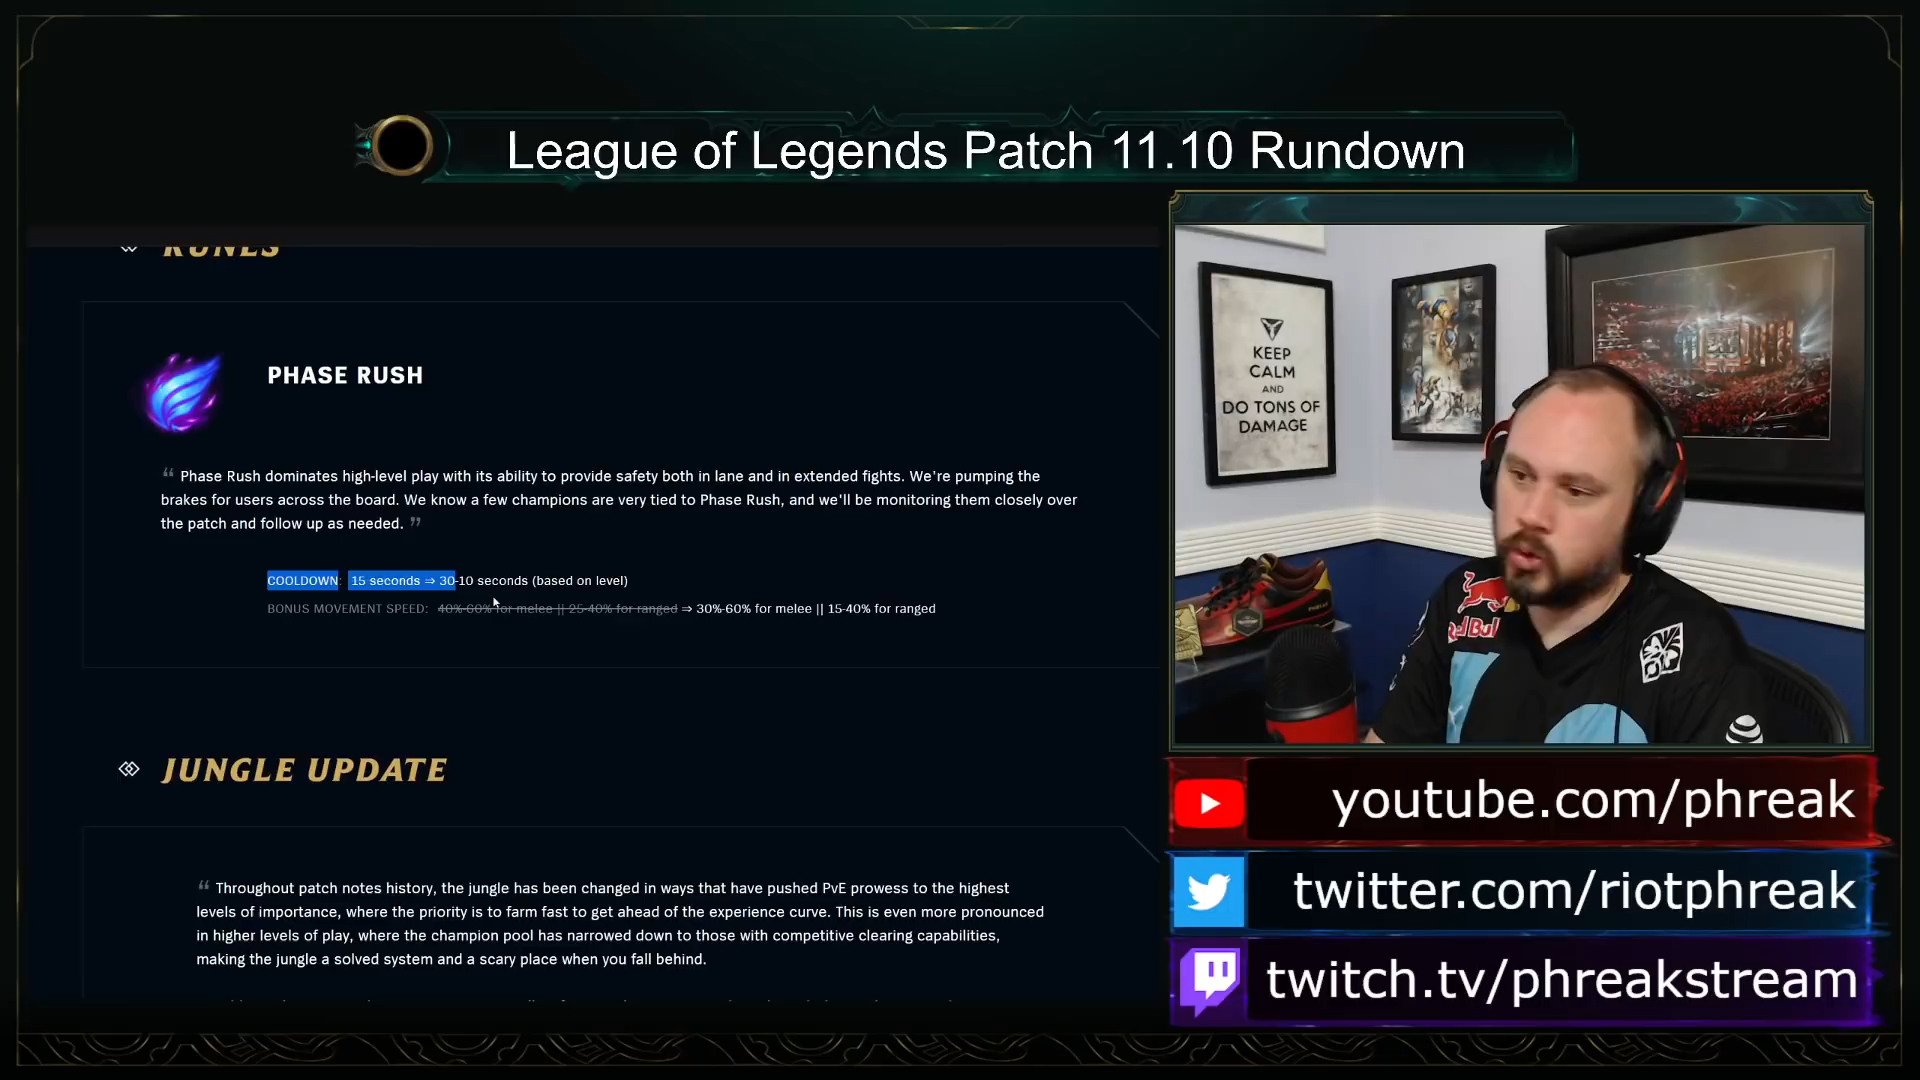 League of Legends Patch 11.10 Rundown
RUNES
PHASE RUSH
“ Phase Rush dominates high-level play with its ability to provide safety both in lane and in extended fights. We're pumping the
brakes for users across the board. We know a few champions are very tied to Phase Rush, and we'll be monitoring them closely over
the patch and follow up as needed. ”
COOLDOWN: 15 seconds ⇒ 30-10 seconds (based on level)
BONUS MOVEMENT SPEED: 40%-60% for melee || 25-40% for ranged ⇒ 30%-60% for melee || 15-40% for ranged
JUNGLE UPDATE
“ Throughout patch notes history, the jungle has been changed in ways that have pushed PvE prowess to the highest
levels of importance, where the priority is to farm fast to get ahead of the experience curve. This is even more pronounced
in higher levels of play, where the champion pool has narrowed down to those with competitive clearing capabilities,
making the jungle a solved system and a scary place when you fall behind.
KEEP
CALM
AND
DO TONS OF
DAMAGE
Red Bull
youtube.com/phreak
twitter.com/riotphreak
twitch.tv/phreakstream